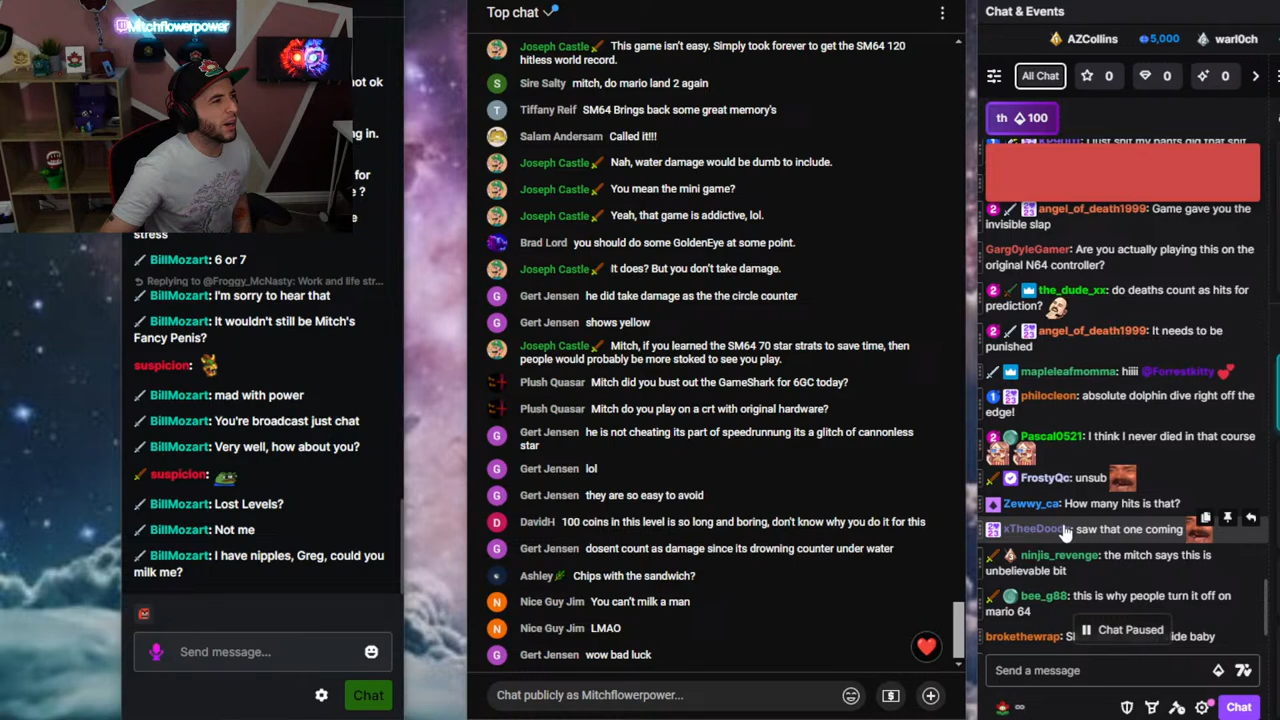 Mitchflowerpower
not ok
ng in.
for
e ?
e
stress
BillMozart: 6 or 7
Replying to @Froggy_McNasty: Work and life str...
BillMozart: I'm sorry to hear that
BillMozart: It wouldn't still be Mitch's
Fancy Penis?
suspicion:
BillMozart: mad with power
BillMozart: You're broadcast just chat
BillMozart: Very well, how about you?
suspicion:
BillMozart: Lost Levels?
BillMozart: Not me
BillMozart: I have nipples, Greg, could you
milk me?
Send message...
Chat
Top chat
Joseph Castle This game isn't easy. Simply took forever to get the SM64 120
hitless world record.
S Sire Salty mitch, do mario land 2 again
T Tiffany Reif SM64 Brings back some great memory's
Salam Andersam Called it!!!
Joseph Castle Nah, water damage would be dumb to include.
Joseph Castle You mean the mini game?
Joseph Castle Yeah, that game is addictive, lol.
Brad Lord you should do some GoldenEye at some point.
Joseph Castle It does? But you don't take damage.
G Gert Jensen he did take damage as the the circle counter
G Gert Jensen shows yellow
Joseph Castle Mitch, if you learned the SM64 70 star strats to save time, then
people would probably be more stoked to see you play.
Plush Quasar Mitch did you bust out the GameShark for 6GC today?
Plush Quasar Mitch do you play on a crt with original hardware?
G Gert Jensen he is not cheating its part of speedrunnung its a glitch of cannonless
star
G Gert Jensen lol
G Gert Jensen they are so easy to avoid
D DavidH 100 coins in this level is so long and boring, don't know why you do it for this
G Gert Jensen dosent count as damage since its drowning counter under water
Ashley Chips with the sandwich?
N Nice Guy Jim You can't milk a man
N Nice Guy Jim LMAO
G Gert Jensen wow bad luck
Chat publicly as Mitchflowerpower...
Chat & Events
AZCollins 5,000 warl0ch
All Chat 0 0 0
th 100
angel_of_death1999: Game gave you the
invisible slap
GargOyleGamer: Are you actually playing this on the
original N64 controller?
the_dude_xx: do deaths count as hits for
prediction?
angel_of_death1999: It needs to be
punished
mapleleafmomma: hiiii @Forrestkitty
philocleon: absolute dolphin dive right off the
edge!
Pascal0521: I think I never died in that course
FrostyQc: unsub
Zewwy_ca: How many hits is that?
xTheeDood: saw that one coming
ninjis_revenge: the mitch says this is
unbelievable bit
bee_g88: this is why people turn it off on
mario 64
Chat Paused
brokethewrap: ide baby
Send a message
Chat